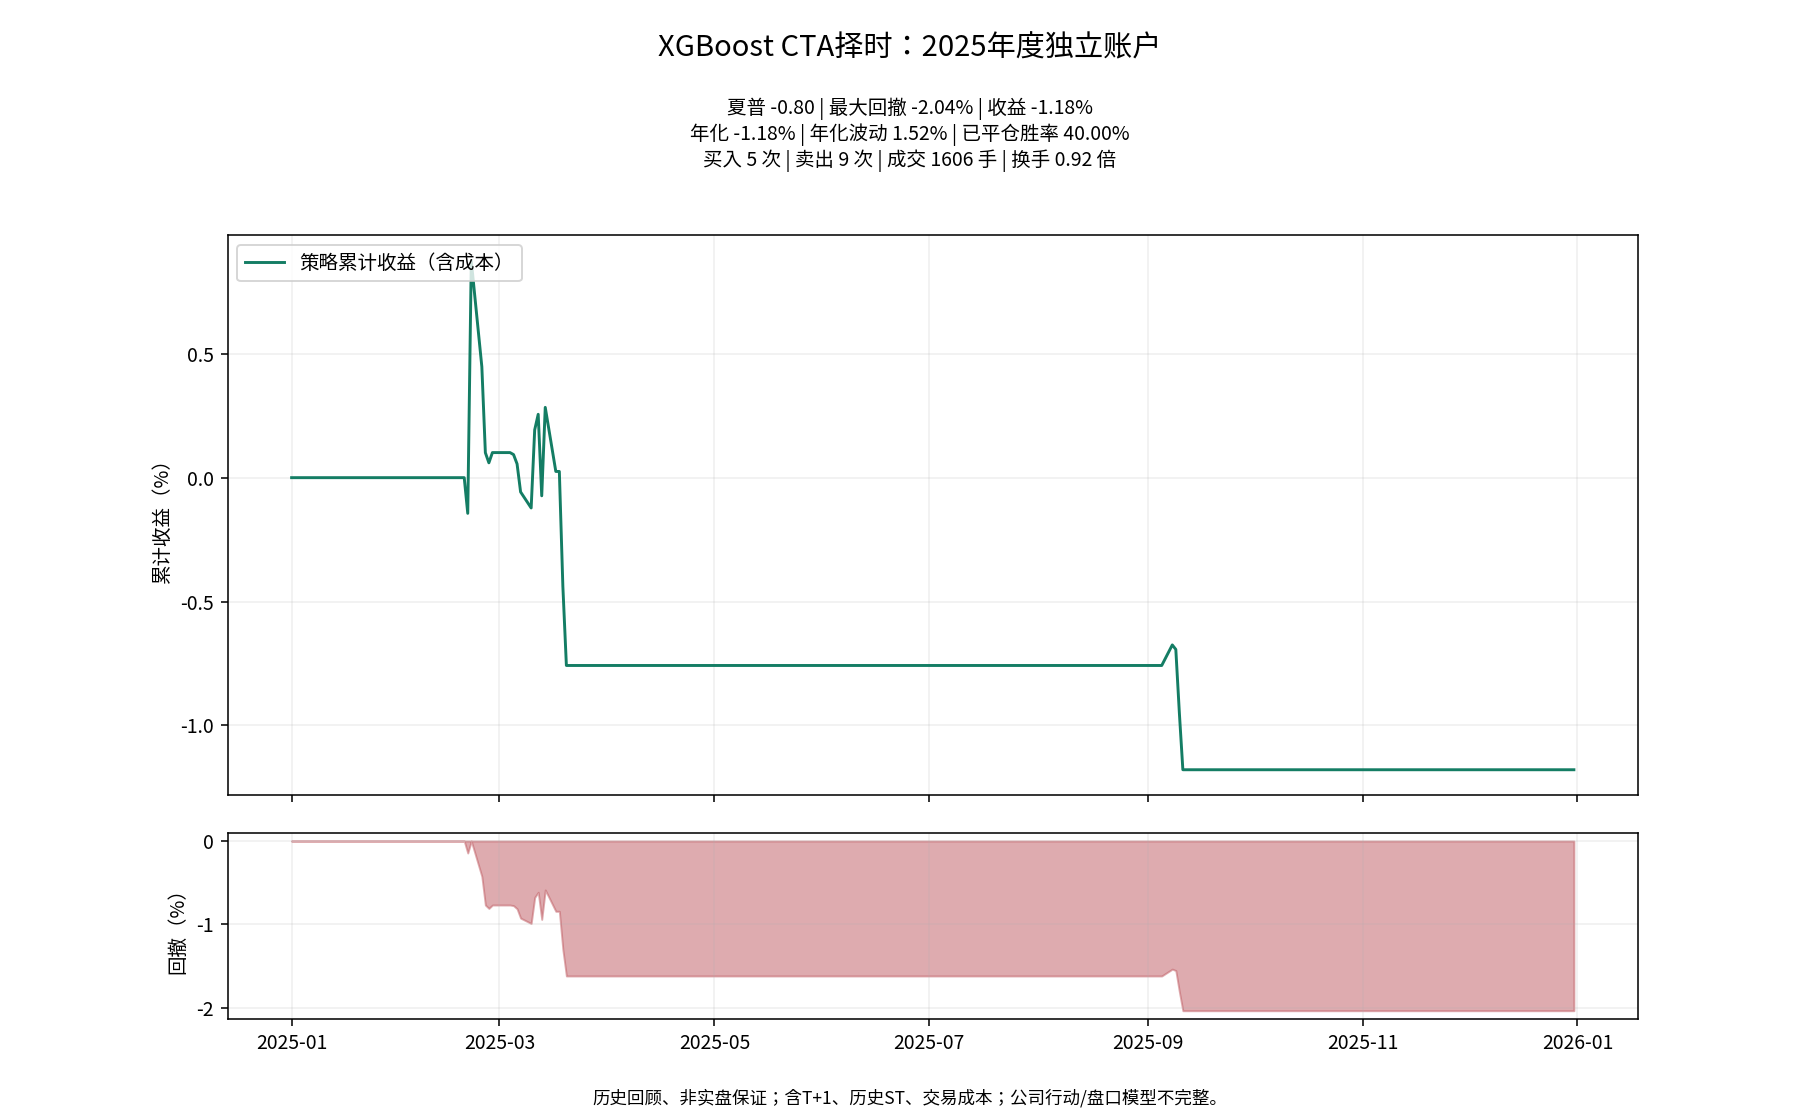 XGBoost CTA择时：2025年度独立账户
夏普 -0.80 | 最大回撤 -2.04% | 收益 -1.18%
年化 -1.18% | 年化波动 1.52% | 已平仓胜率 40.00%
买入 5 次 | 卖出 9 次 | 成交 1606 手 | 换手 0.92 倍
策略累计收益（含成本）
累计收益（%）
0.5
0.0
-0.5
-1.0
回撤（%）
0
-1
-2
2025-01
2025-03
2025-05
2025-07
2025-09
2025-11
2026-01
历史回顾、非实盘保证；含T+1、历史ST、交易成本；公司行动/盘口模型不完整。